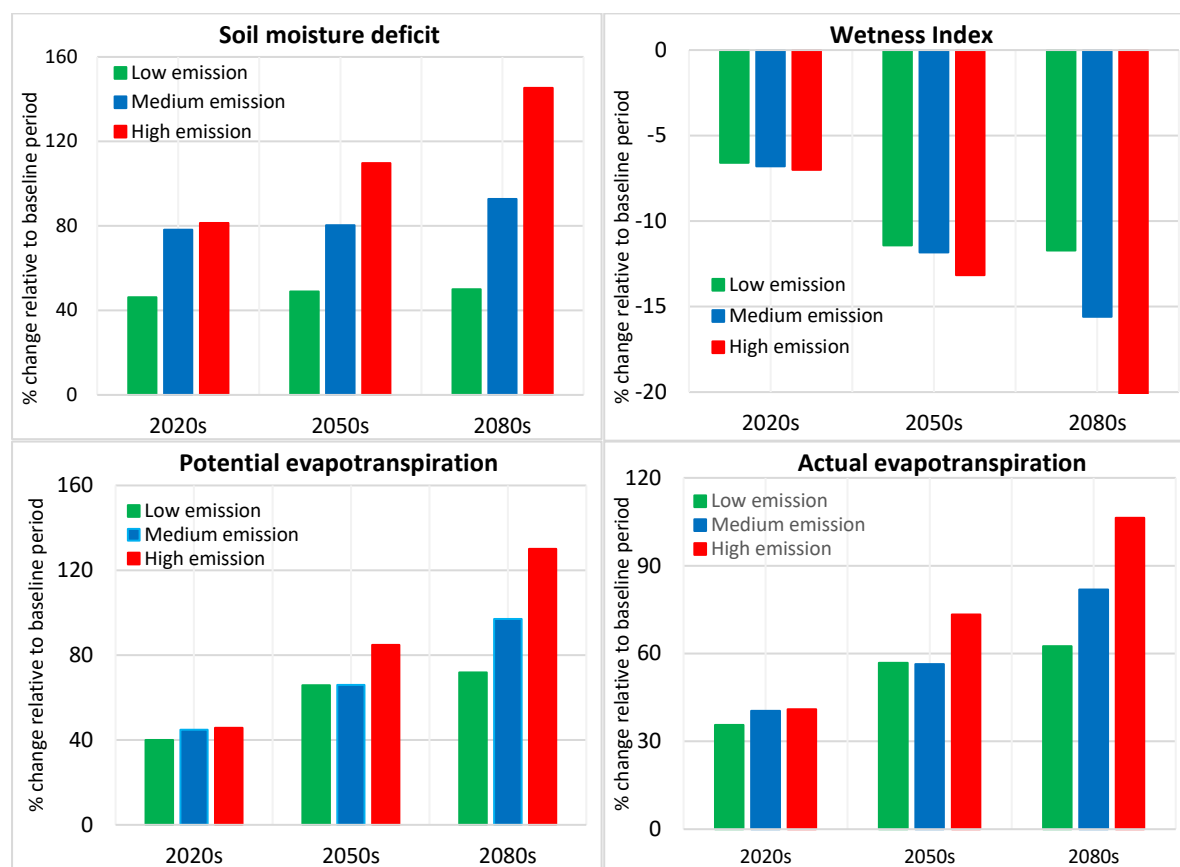 Soil moisture deficit
% change relative to baseline period
160
120
80
40
0
Low emission
Medium emission
High emission
2020s 2050s 2080s
Wetness Index
% change relative to baseline period
0
-5
-10
-15
-20
Low emission
Medium emission
High emission
2020s 2050s 2080s
Potential evapotranspiration
% change relative to baseline period
160
120
80
40
0
Low emission
Medium emission
High emission
2020s 2050s 2080s
Actual evapotranspiration
% change relative to baseline period
120
90
60
30
0
Low emission
Medium emission
High emission
2020s 2050s 2080s